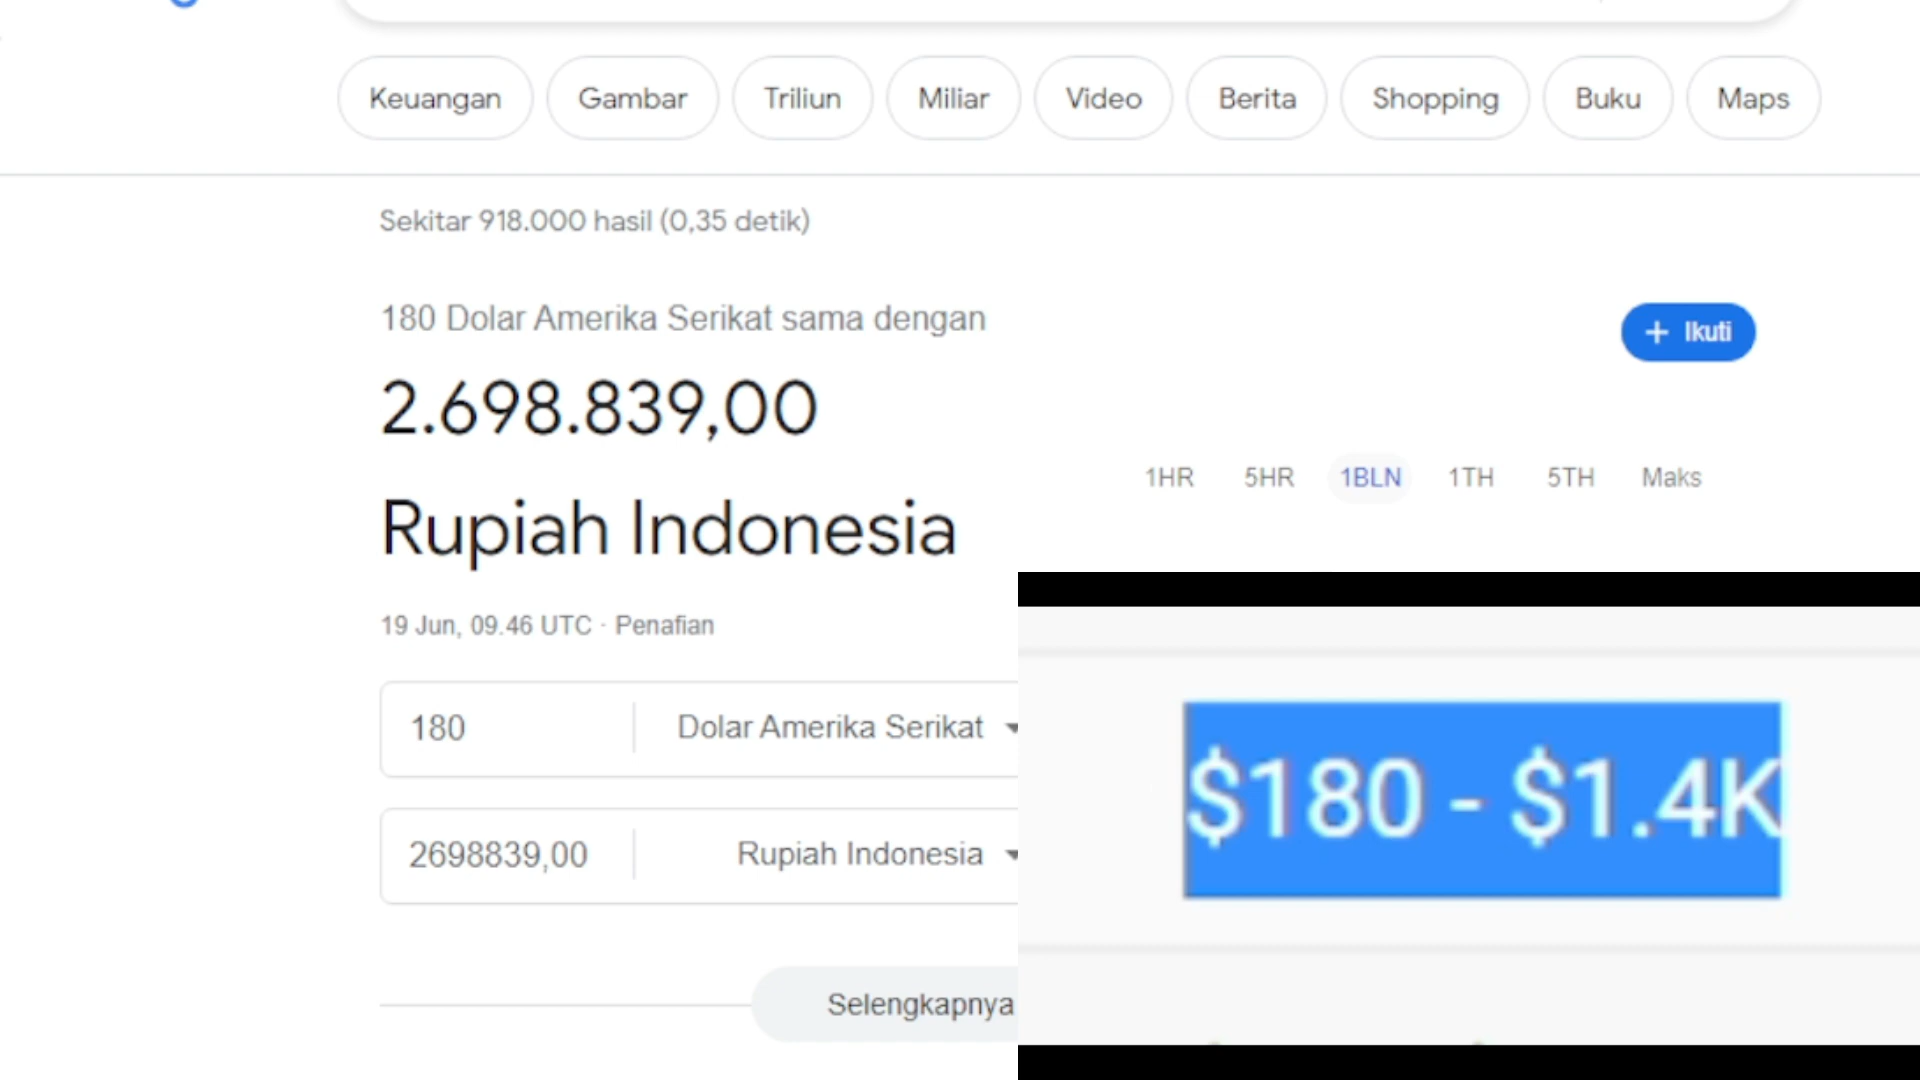 Keuangan Gambar Triliun Miliar Video Berita Shopping Buku Maps
Sekitar 918.000 hasil (0,35 detik)
180 Dolar Amerika Serikat sama dengan
+ Ikuti
2.698.839,00
Rupiah Indonesia
1HR 5HR 1BLN 1TH 5TH Maks
19 Jun, 09.46 UTC · Penafian
180 Dolar Amerika Serikat
2698839,00 Rupiah Indonesia
$180 - $1.4K
Selengkapnya